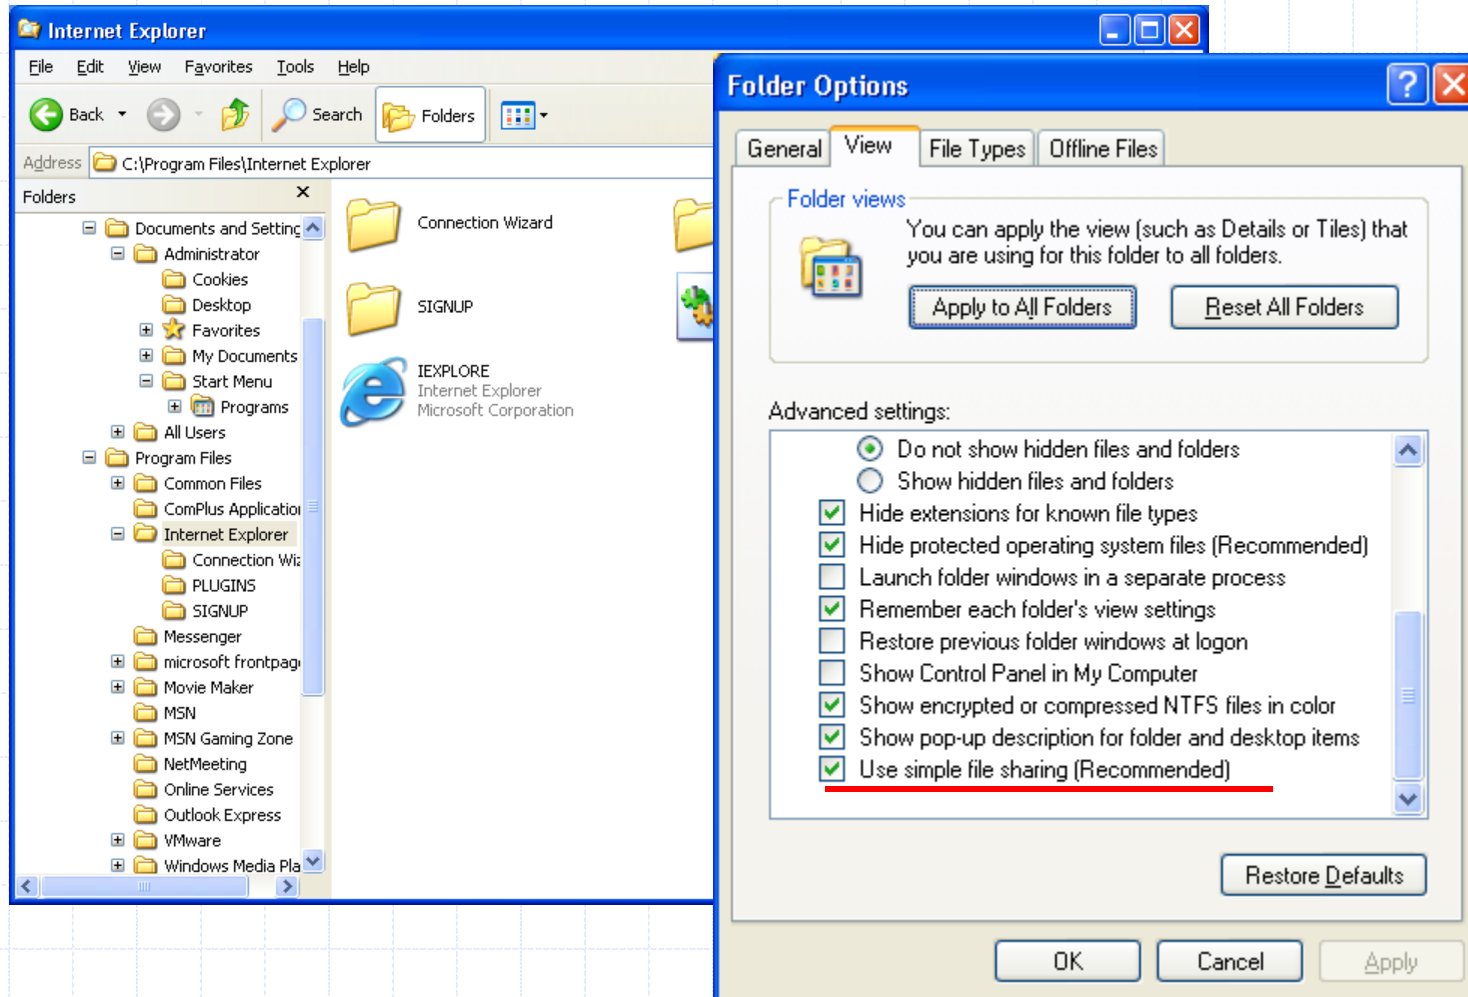 Internet Explorer
File Edit View Favorites Tools Help
Back Search Folders
Address C:\Program Files\Internet Explorer
Folders
Documents and Setting
Administrator
Cookies
Desktop
Favorites
My Documents
Start Menu
Programs
All Users
Program Files
Common Files
ComPlus Application
Internet Explorer
Connection Wiz
PLUGINS
SIGNUP
Messenger
microsoft frontpag
Movie Maker
MSN
MSN Gaming Zone
NetMeeting
Online Services
Outlook Express
VMware
Windows Media Pla
Connection Wizard
SIGNUP
IEXPLORE
Internet Explorer
Microsoft Corporation
Folder Options
General View File Types Offline Files
Folder views
You can apply the view (such as Details or Tiles) that
you are using for this folder to all folders.
Apply to All Folders Reset All Folders
Advanced settings:
Do not show hidden files and folders
Show hidden files and folders
Hide extensions for known file types
Hide protected operating system files (Recommended)
Launch folder windows in a separate process
Remember each folder's view settings
Restore previous folder windows at logon
Show Control Panel in My Computer
Show encrypted or compressed NTFS files in color
Show pop-up description for folder and desktop items
Use simple file sharing (Recommended)
Restore Defaults
OK Cancel Apply